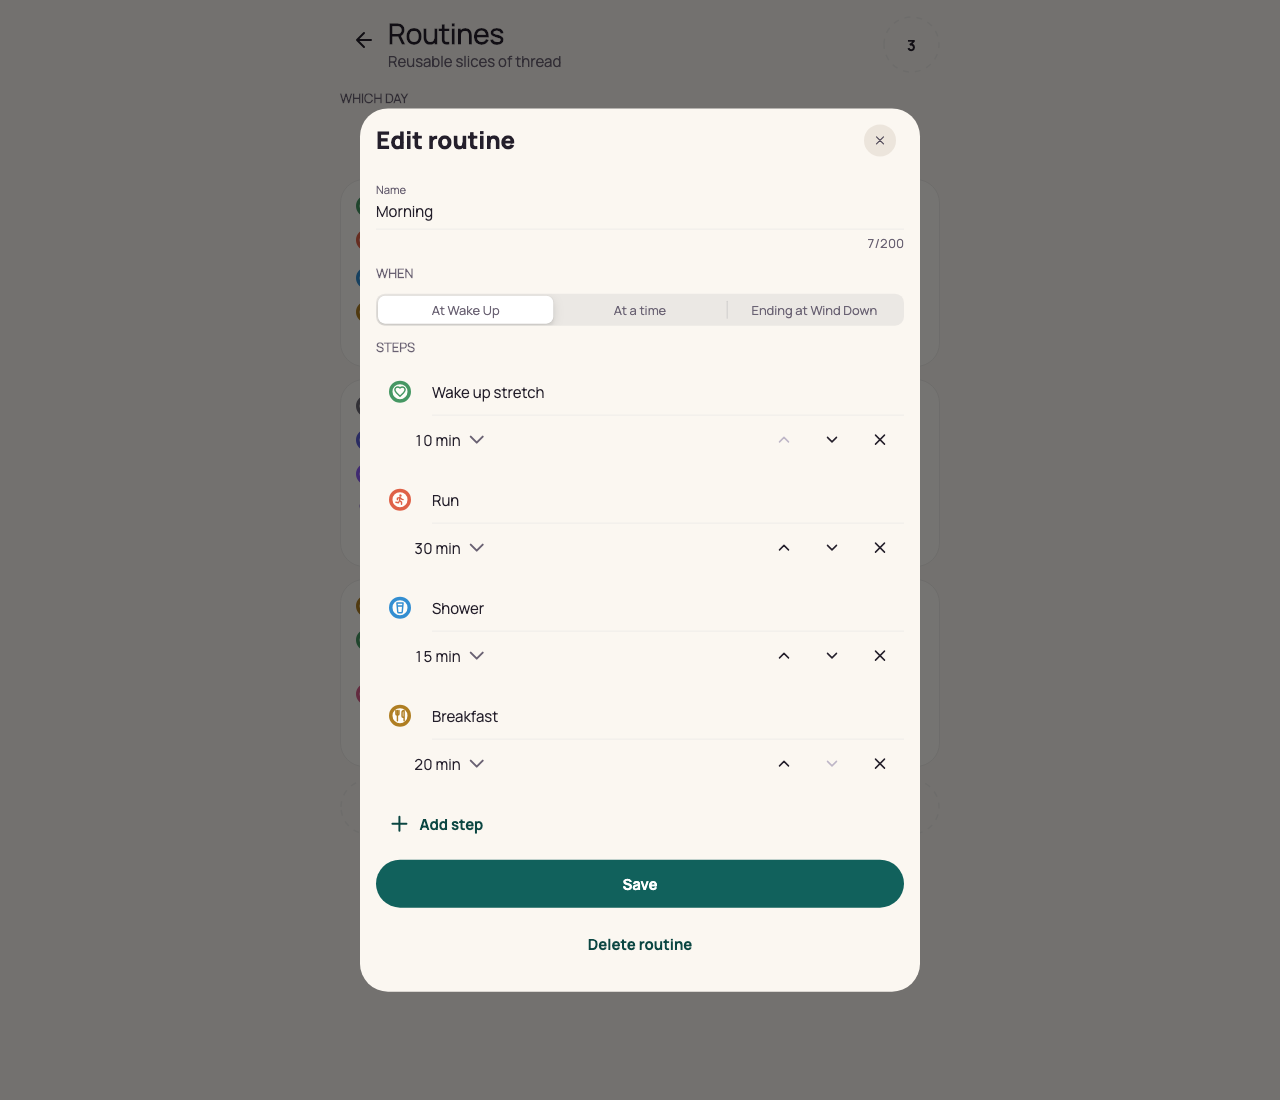 Routines
Reusable slices of thread
3
WHICH DAY
Edit routine
Name
Morning
7/200
WHEN
At Wake Up
At a time
Ending at Wind Down
STEPS
Wake up stretch
10 min
Run
30 min
Shower
15 min
Breakfast
20 min
Add step
Save
Delete routine